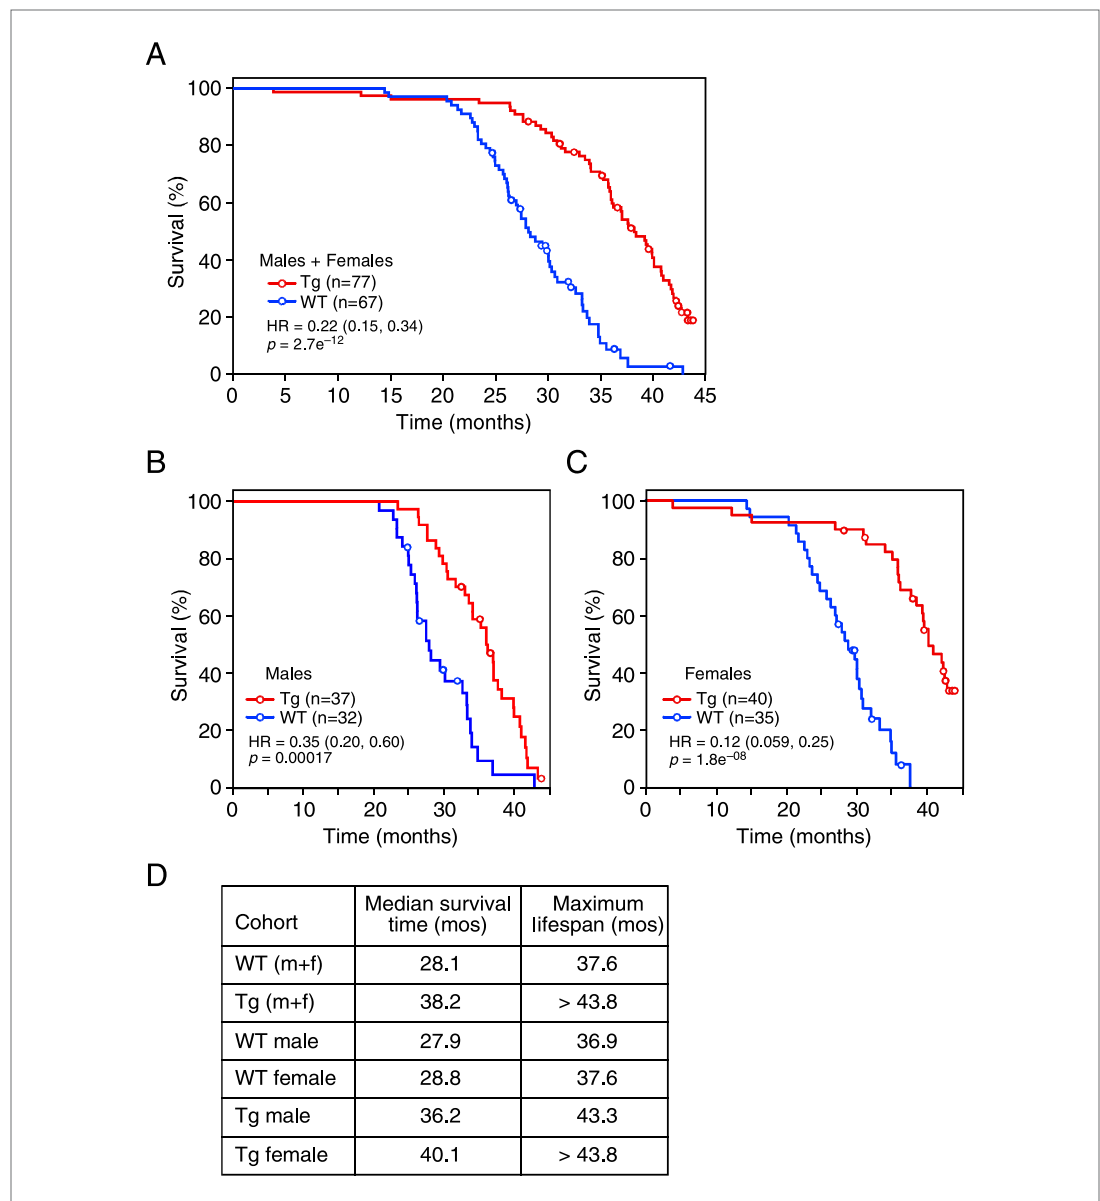 A
100
80
60
40
20
0
Survival (%)
Males + Females
Tg (n=77)
WT (n=67)
HR = 0.22 (0.15, 0.34)
p = 2.7e⁻¹²
0 5 10 15 20 25 30 35 40 45
Time (months)
B
100
80
60
40
20
0
Survival (%)
Males
Tg (n=37)
WT (n=32)
HR = 0.35 (0.20, 0.60)
p = 0.00017
0 10 20 30 40
Time (months)
C
100
80
60
40
20
0
Survival (%)
Females
Tg (n=40)
WT (n=35)
HR = 0.12 (0.059, 0.25)
p = 1.8e⁻⁰⁸
0 10 20 30 40
Time (months)
D
Cohort
Median survival
time (mos)
Maximum
lifespan (mos)
WT (m+f) 28.1 37.6
Tg (m+f) 38.2 > 43.8
WT male 27.9 36.9
WT female 28.8 37.6
Tg male 36.2 43.3
Tg female 40.1 > 43.8